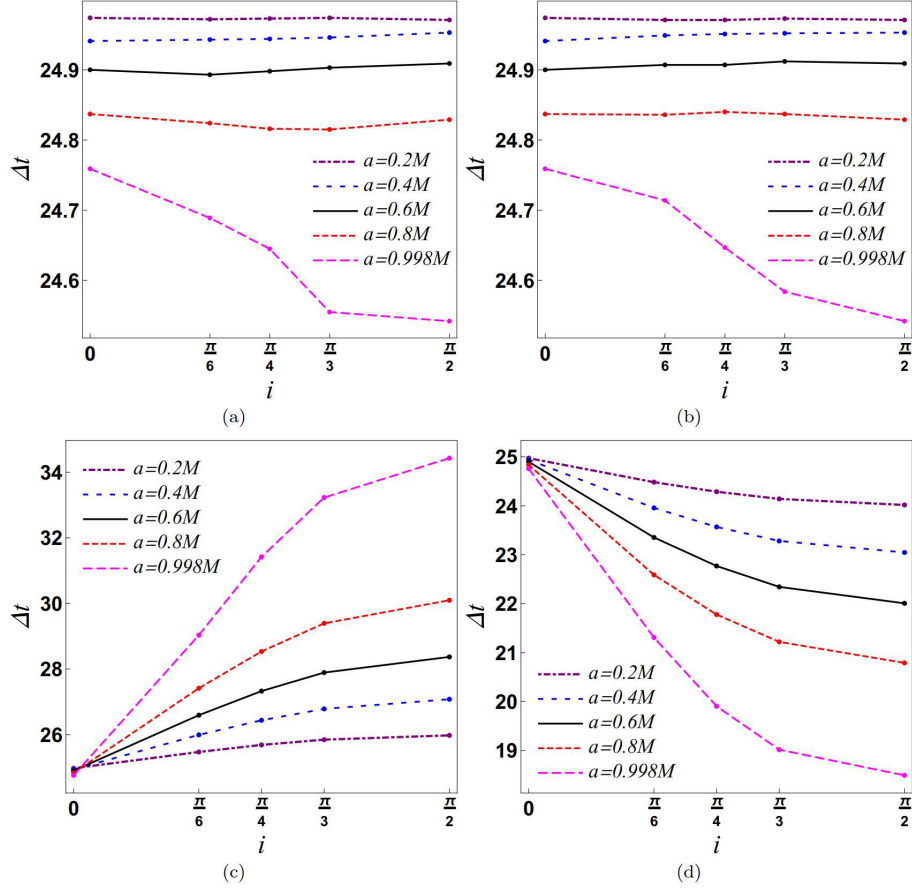 24.9
24.8
24.7
24.6
Δt
a=0.2M
a=0.4M
a=0.6M
a=0.8M
a=0.998M
0
π/6
π/4
π/3
π/2
i
(a)
24.9
24.8
24.7
24.6
Δt
a=0.2M
a=0.4M
a=0.6M
a=0.8M
a=0.998M
0
π/6
π/4
π/3
π/2
i
(b)
34
32
30
28
26
Δt
a=0.2M
a=0.4M
a=0.6M
a=0.8M
a=0.998M
0
π/6
π/4
π/3
π/2
i
(c)
25
24
23
22
21
20
19
18
Δt
a=0.2M
a=0.4M
a=0.6M
a=0.8M
a=0.998M
0
π/6
π/4
π/3
π/2
i
(d)